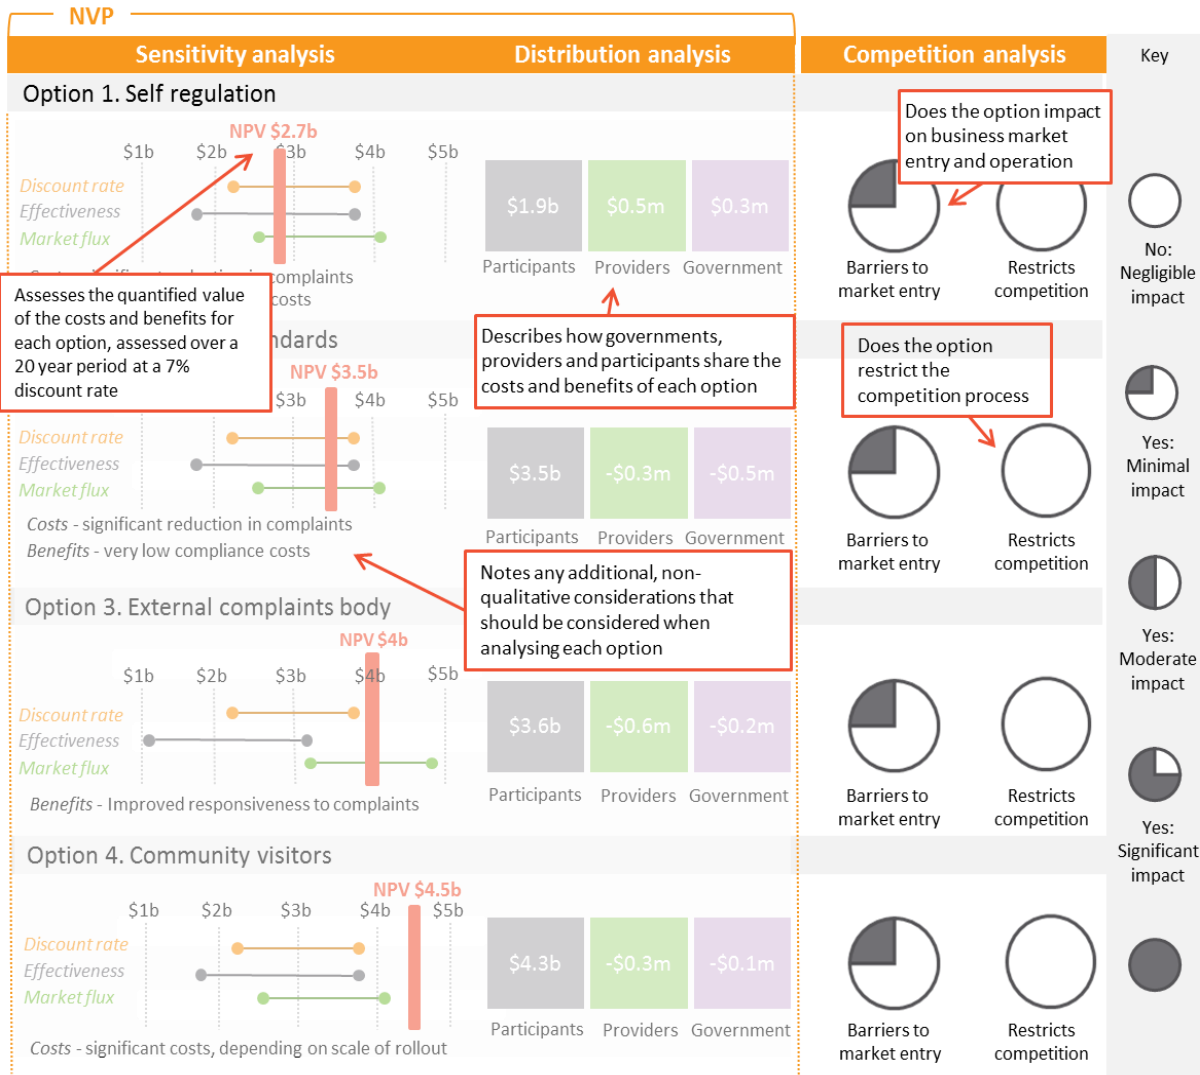 NVP
Sensitivity analysis
Distribution analysis
Competition analysis
Key
Option 1. Self regulation
NPV $2.7b
$1b $2b $3b $4b $5b
Discount rate
Effectiveness
Market flux
complaints
costs
$1.9b $0.5m $0.3m
Participants Providers Government
Barriers to
market entry
Restricts
competition
Does the option impact
on business market
entry and operation
Assesses the quantified value
of the costs and benefits for
each option, assessed over a
20 year period at a 7%
discount rate
Describes how governments,
providers and participants share the
costs and benefits of each option
Does the option
restrict the
competition process
ndards
NPV $3.5b
$3b $4b $5b
Discount rate
Effectiveness
Market flux
Costs - significant reduction in complaints
Benefits - very low compliance costs
$3.5b -$0.3m -$0.5m
Participants Providers Government
Barriers to
market entry
Restricts
competition
Notes any additional, non-
qualitative considerations that
should be considered when
analysing each option
Option 3. External complaints body
NPV $4b
$1b $2b $3b $4b $5b
Discount rate
Effectiveness
Market flux
Benefits - Improved responsiveness to complaints
$3.6b -$0.6m -$0.2m
Participants Providers Government
Barriers to
market entry
Restricts
competition
Option 4. Community visitors
NPV $4.5b
$1b $2b $3b $4b $5b
Discount rate
Effectiveness
Market flux
Costs - significant costs, depending on scale of rollout
$4.3b -$0.3m -$0.1m
Participants Providers Government
Barriers to
market entry
Restricts
competition
No:
Negligible
impact
Yes:
Minimal
impact
Yes:
Moderate
impact
Yes:
Significant
impact